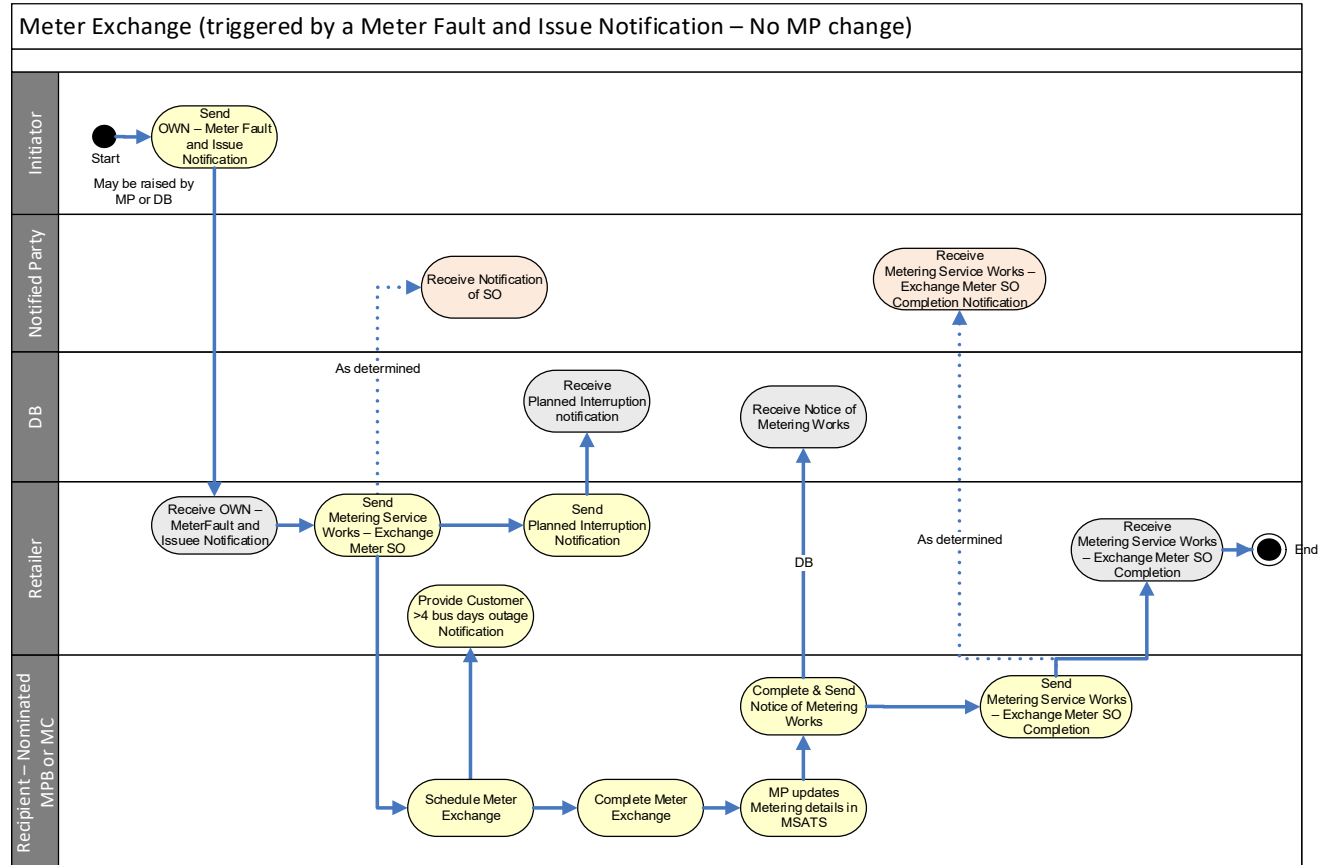 Meter Exchange (triggered by a Meter Fault and Issue Notification – No MP change)
Initiator
Start
Send
OWN – Meter Fault
and Issue
Notification
May be raised by
MP or DB
Notified Party
Receive Notification
of SO
Receive
Metering Service Works –
Exchange Meter SO
Completion Notification
As determined
DB
Receive
Planned Interruption
notification
Receive Notice of
Metering Works
Retailer
Receive OWN –
MeterFault and
Issuee Notification
Send
Metering Service
Works – Exchange
Meter SO
Send
Planned Interruption
Notification
Provide Customer
>4 bus days outage
Notification
DB
As determined
Receive
Metering Service Works
– Exchange Meter SO
Completion
End
Recipient – Nominated
MPB or MC
Complete & Send
Notice of Metering
Works
Send
Metering Service Works
– Exchange Meter SO
Completion
Schedule Meter
Exchange
Complete Meter
Exchange
MP updates
Metering details in
MSATS